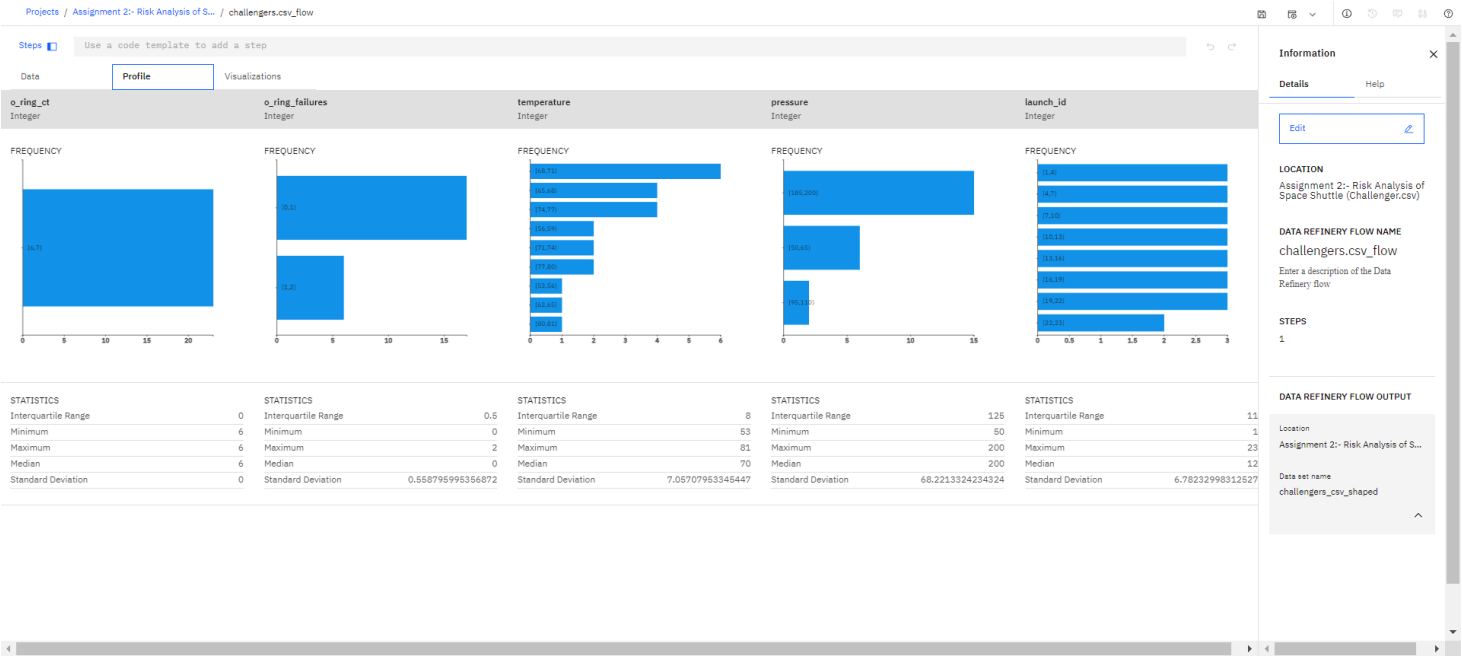 Projects / Assignment 2:- Risk Analysis of S... / challengers.csv_flow
Steps
Use a code template to add a step
Data Profile Visualizations
o_ring_ct
Integer
FREQUENCY
[6,7)
0 5 10 15 20
STATISTICS
Interquartile Range 0
Minimum 6
Maximum 6
Median 6
Standard Deviation 0
o_ring_failures
Integer
FREQUENCY
[0,1)
[1,2)
0 5 10 15
STATISTICS
Interquartile Range 0.5
Minimum 0
Maximum 2
Median 0
Standard Deviation 0.558795995356872
temperature
Integer
FREQUENCY
[68,71)
[65,68)
[74,77)
[56,59)
[71,74)
[77,80)
[53,56)
[62,65)
[80,81)
0 1 2 3 4 5 6
STATISTICS
Interquartile Range 8
Minimum 53
Maximum 81
Median 70
Standard Deviation 7.05707953345447
pressure
Integer
FREQUENCY
[185,200)
[50,65)
[95,110)
0 5 10 15
STATISTICS
Interquartile Range 125
Minimum 50
Maximum 200
Median 200
Standard Deviation 68.2213324234324
launch_id
Integer
FREQUENCY
[1,4)
[4,7)
[7,10)
[10,13)
[13,16)
[16,19)
[19,22)
[22,23)
0 0.5 1 1.5 2 2.5 3
STATISTICS
Interquartile Range 11
Minimum 1
Maximum 23
Median 12
Standard Deviation 6.78232998312527
Information
Details Help
Edit
LOCATION
Assignment 2:- Risk Analysis of
Space Shuttle (Challenger.csv)
DATA REFINERY FLOW NAME
challengers.csv_flow
Enter a description of the Data
Refinery flow
STEPS
1
DATA REFINERY FLOW OUTPUT
Location
Assignment 2:- Risk Analysis of S...
Data set name
challengers_csv_shaped